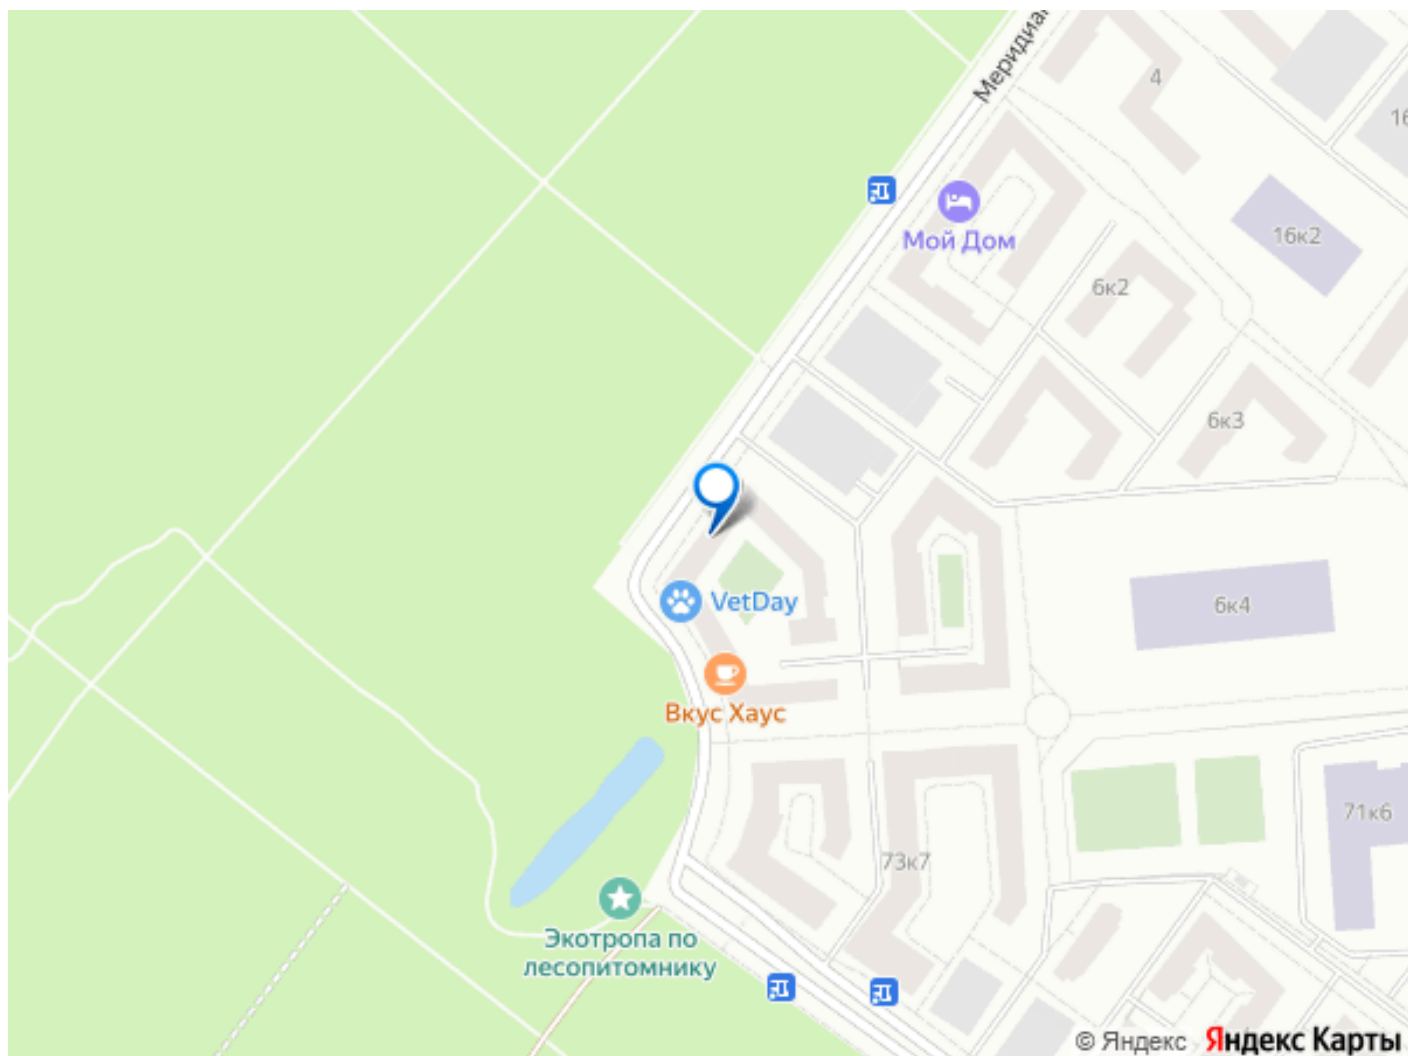 Меридиан
4
16
16к2
Мой Дом
6к2
6к3
VetDay
6к4
Вкус Хаус
71к6
73к7
Экотропа по
лесопитомнику
© Яндекс Яндекс Карты